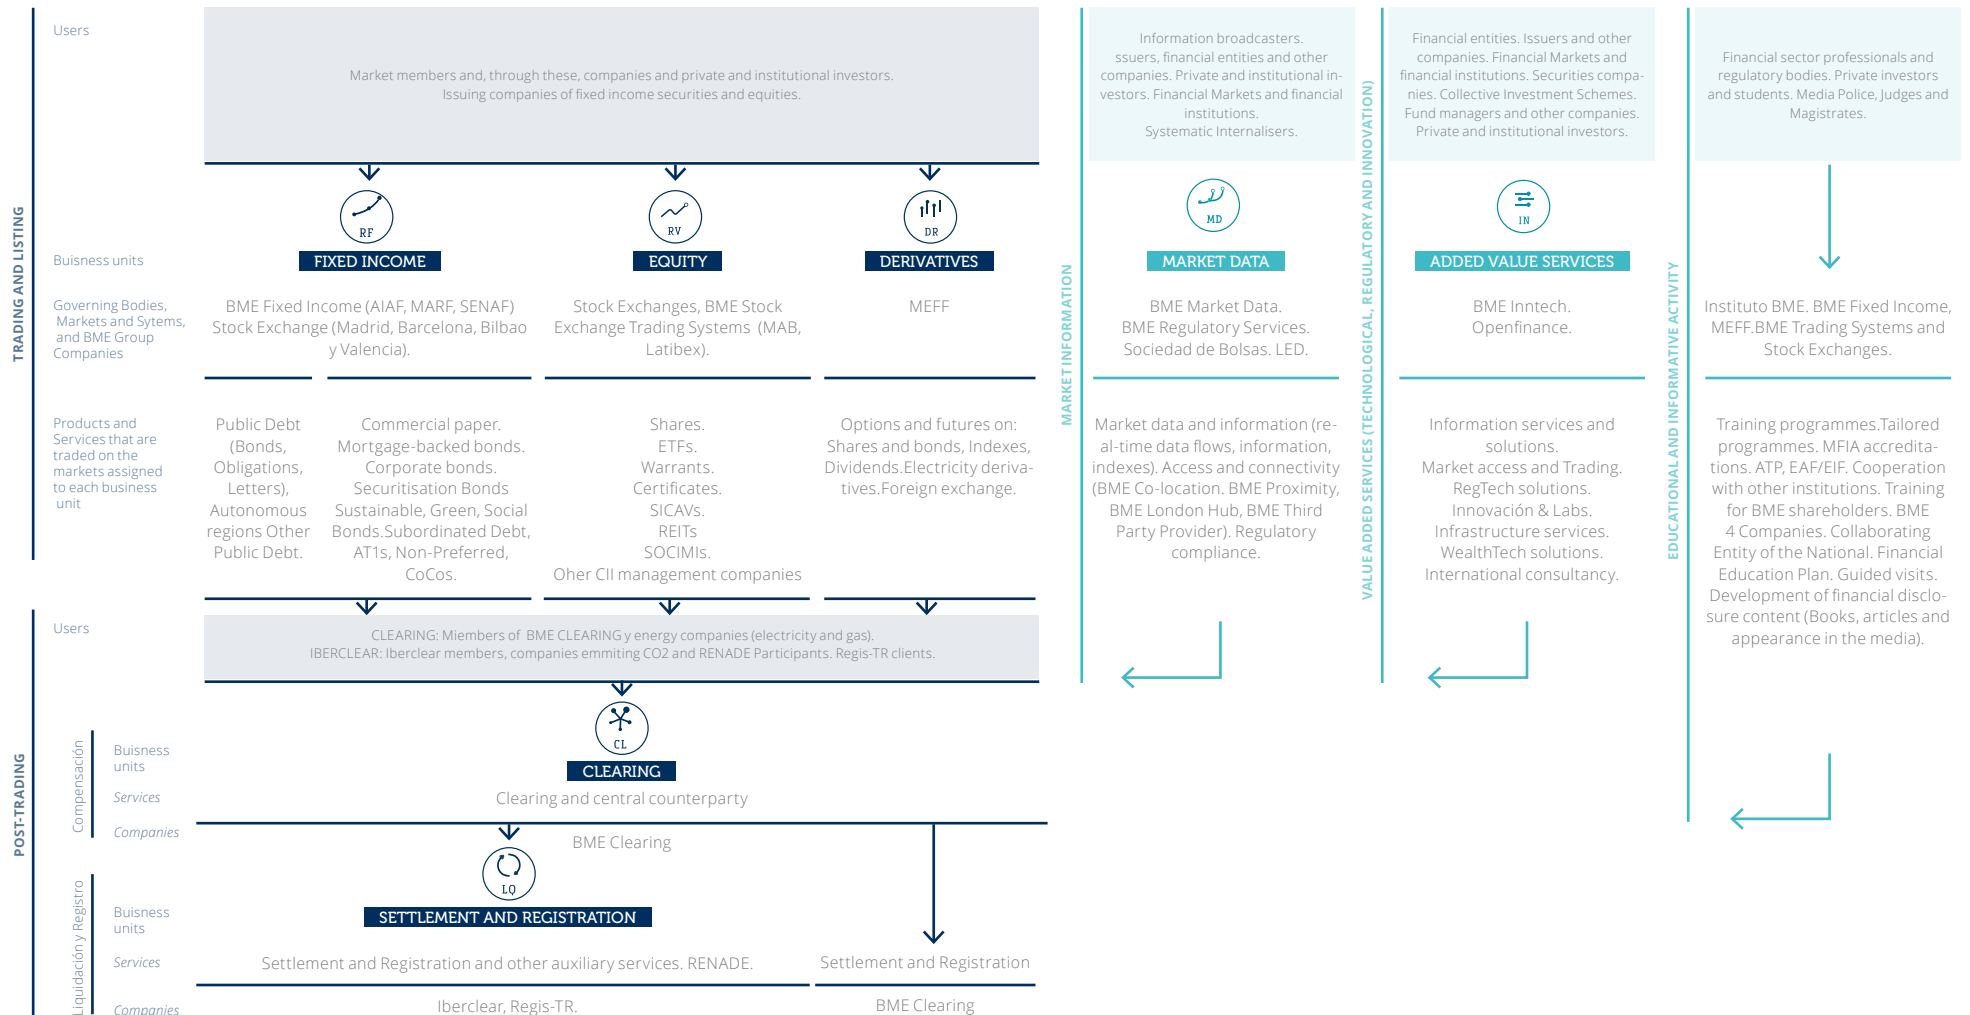 TRADING AND LISTING
Users
Market members and, through these, companies and private and institutional investors.
Issuing companies of fixed income securities and equities.
RF
RV
DR
Buisness units
FIXED INCOME
EQUITY
DERIVATIVES
Governing Bodies,
Markets and Sytems,
and BME Group
Companies
BME Fixed Income (AIAF, MARF, SENAF)
Stock Exchange (Madrid, Barcelona, Bilbao
y Valencia).
Stock Exchanges, BME Stock
Exchange Trading Systems (MAB,
Latibex).
MEFF
Products and
Services that are
traded on the
markets assigned
to each business
unit
Public Debt
(Bonds,
Obligations,
Letters),
Autonomous
regions Other
Public Debt.
Commercial paper.
Mortgage-backed bonds.
Corporate bonds.
Securitisation Bonds
Sustainable, Green, Social
Bonds.Subordinated Debt,
AT1s, Non-Preferred,
CoCos.
Shares.
ETFs.
Warrants.
Certificates.
SICAVs.
REITs
SOCIMIs.
Oher CII management companies
Options and futures on:
Shares and bonds, Indexes,
Dividends.Electricity deriva-
tives.Foreign exchange.
POST-TRADING
Users
CLEARING: Miembers of BME CLEARING y energy companies (electricity and gas).
IBERCLEAR: Iberclear members, companies emmiting CO2 and RENADE Participants. Regis-TR clients.
Compensación
CL
Buisness
units
CLEARING
Services
Clearing and central counterparty
Companies
BME Clearing
Liquidación y Registro
LQ
Buisness
units
SETTLEMENT AND REGISTRATION
Services
Settlement and Registration and other auxiliary services. RENADE.
Settlement and Registration
Companies
Iberclear, Regis-TR.
BME Clearing
MARKET INFORMATION
Information broadcasters.
ssuers, financial entities and other
companies. Private and institutional in-
vestors. Financial Markets and financial
institutions.
Systematic Internalisers.
MD
MARKET DATA
BME Market Data.
BME Regulatory Services.
Sociedad de Bolsas. LED.
Market data and information (re-
al-time data flows, information,
indexes). Access and connectivity
(BME Co-location. BME Proximity,
BME London Hub, BME Third
Party Provider). Regulatory
compliance.
VALUE ADDED SERVICES (TECHNOLOGICAL, REGULATORY AND INNOVATION)
Financial entities. Issuers and other
companies. Financial Markets and
financial institutions. Securities compa-
nies. Collective Investment Schemes.
Fund managers and other companies.
Private and institutional investors.
IN
ADDED VALUE SERVICES
BME Inntech.
Openfinance.
Information services and
solutions.
Market access and Trading.
RegTech solutions.
Innovación & Labs.
Infrastructure services.
WealthTech solutions.
International consultancy.
EDUCATIONAL AND INFORMATIVE ACTIVITY
Financial sector professionals and
regulatory bodies. Private investors
and students. Media Police, Judges and
Magistrates.
Instituto BME. BME Fixed Income,
MEFF.BME Trading Systems and
Stock Exchanges.
Training programmes.Tailored
programmes. MFIA accredita-
tions. ATP, EAF/EIF. Cooperation
with other institutions. Training
for BME shareholders. BME
4 Companies. Collaborating
Entity of the National. Financial
Education Plan. Guided visits.
Development of financial disclo-
sure content (Books, articles and
appearance in the media).